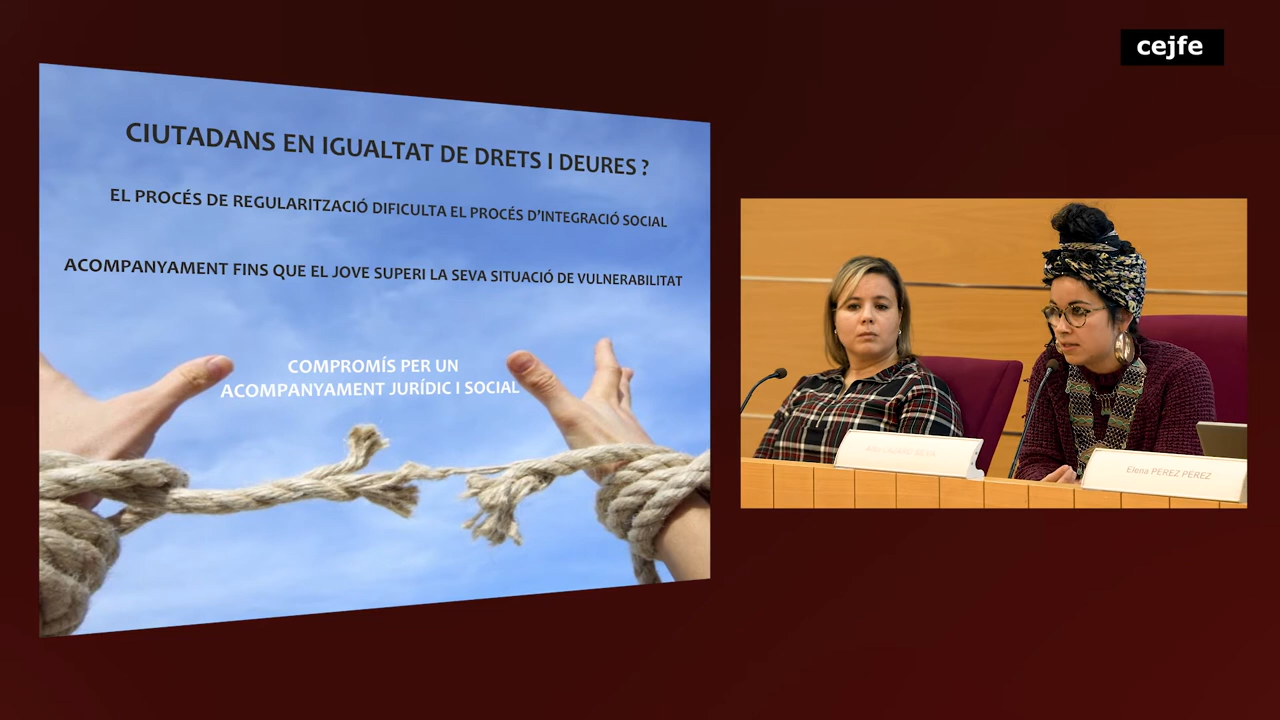 cejfe
CIUTADANS EN IGUALTAT DE DRETS I DEURES ?
EL PROCÉS DE REGULARITZACIÓ DIFICULTA EL PROCÉS D'INTEGRACIÓ SOCIAL
ACOMPANYAMENT FINS QUE EL JOVE SUPERI LA SEVA SITUACIÓ DE VULNERABILITAT
COMPROMÍS PER UN
ACOMPANYAMENT JURÍDIC I SOCIAL
Elena PEREZ PEREZ